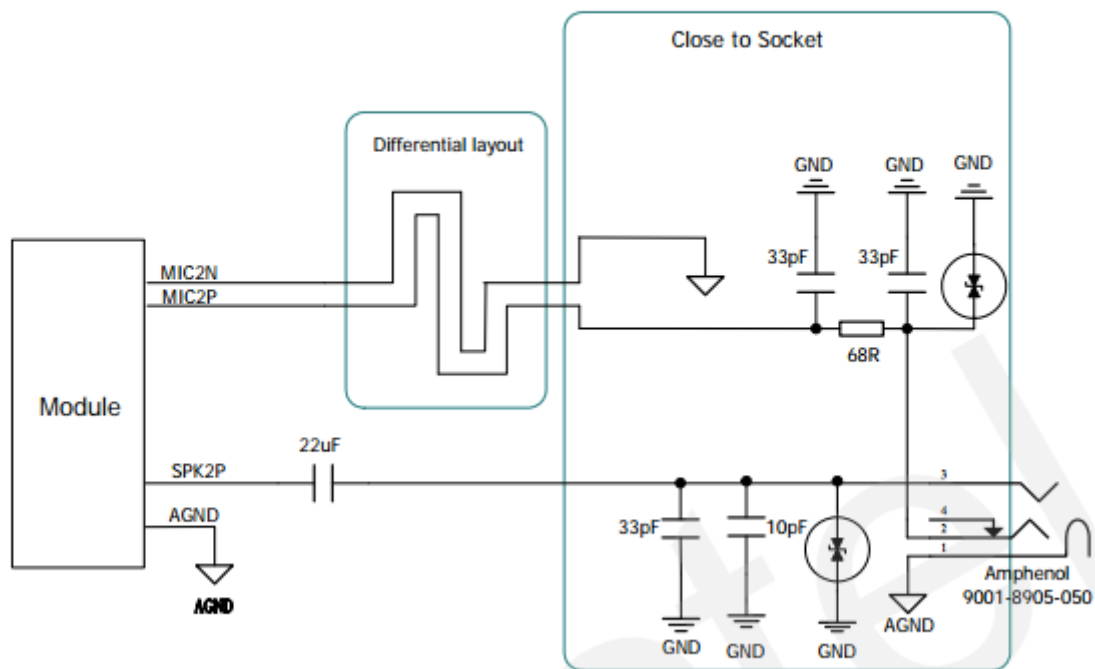 Close to Socket
Differential layout
GND
GND
GND
33pF
33pF
MIC2N
MIC2P
68R
Module
22uF
SPK2P
3
AGND
33pF
10pF
4
2
1
Amphenol
9001-8905-050
AGND
AGND
GND
GND
GND